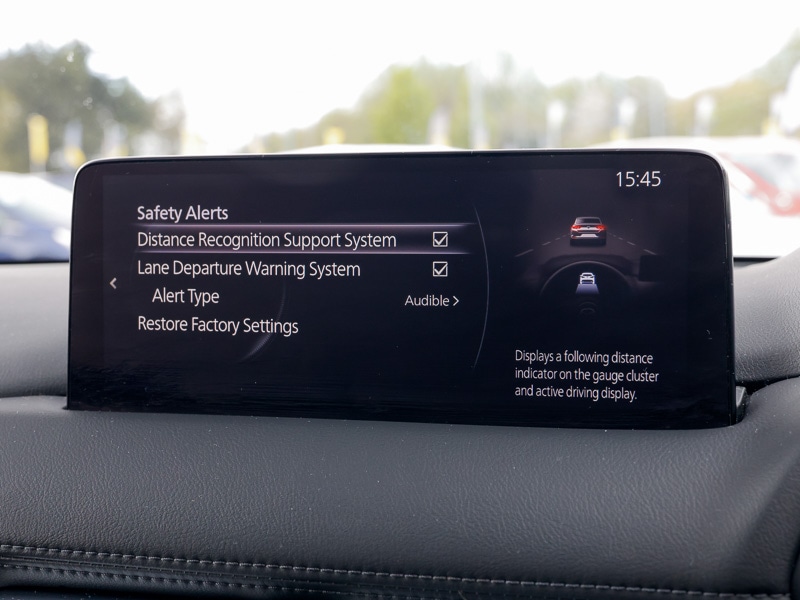 15:45
Safety Alerts
Distance Recognition Support System
Lane Departure Warning System
Alert Type Audible
Restore Factory Settings
Displays a following distance
indicator on the gauge cluster
and active driving display.